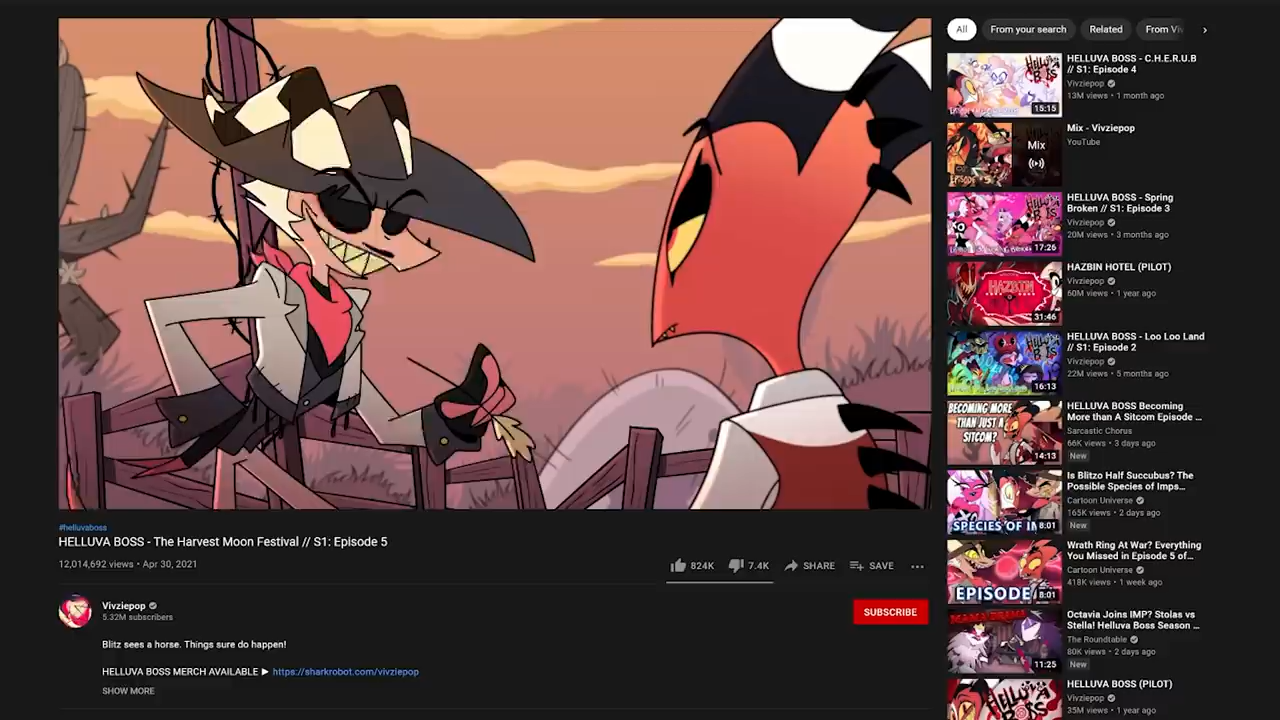 #helluvaboss
HELLUVA BOSS - The Harvest Moon Festival // S1: Episode 5
12,014,692 views • Apr 30, 2021
824K
7.4K
SHARE
SAVE
Vivziepop
5.32M subscribers
SUBSCRIBE
Blitz sees a horse. Things sure do happen!
HELLUVA BOSS MERCH AVAILABLE ► https://sharkrobot.com/vivziepop
SHOW MORE
All
From your search
Related
From Viv
HELLUVA BOSS - C.H.E.R.U.B
// S1: Episode 4
Vivziepop
13M views • 1 month ago
15:15
Mix - Vivziepop
YouTube
Mix
HELLUVA BOSS - Spring
Broken // S1: Episode 3
Vivziepop
20M views • 3 months ago
17:26
HAZBIN HOTEL (PILOT)
Vivziepop
60M views • 1 year ago
HAZBIN
31:46
HELLUVA BOSS - Loo Loo Land
// S1: Episode 2
Vivziepop
22M views • 5 months ago
16:13
HELLUVA BOSS Becoming
More than A Sitcom Episode ...
Sarcastic Chorus
66K views • 3 days ago
New
BECOMING MORE
THAN JUST A
SITCOM?
14:13
Is Blitzo Half Succubus? The
Possible Species of Imps...
Cartoon Universe
165K views • 2 days ago
New
SPECIES OF IM
8:01
Wrath Ring At War? Everything
You Missed in Episode 5 of...
Cartoon Universe
418K views • 1 week ago
EPISODE
8:01
Octavia Joins IMP? Stolas vs
Stella! Helluva Boss Season ...
The Roundtable
80K views • 2 days ago
New
MAMA DRAMA
11:25
HELLUVA BOSS (PILOT)
Vivziepop
35M views • 1 year ago